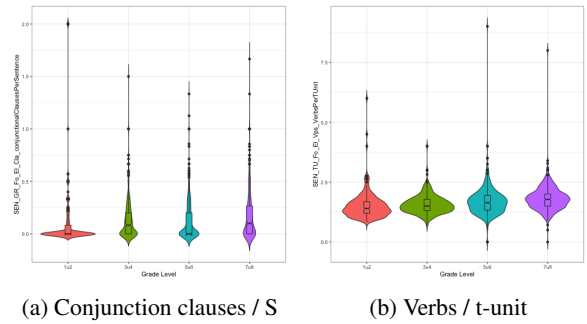 SEN_GR_Fo_El_Cla_conjunctionalClausesPerSentence
2.0
1.5
1.0
0.5
0.0
1u2
3u4
5u6
7u8
Grade Level
(a) Conjunction clauses / S
SEN_TU_Fo_El_Vps_VerbsPerTUnit
7.5
5.0
2.5
0.0
1u2
3u4
5u6
7u8
Grade Level
(b) Verbs / t-unit